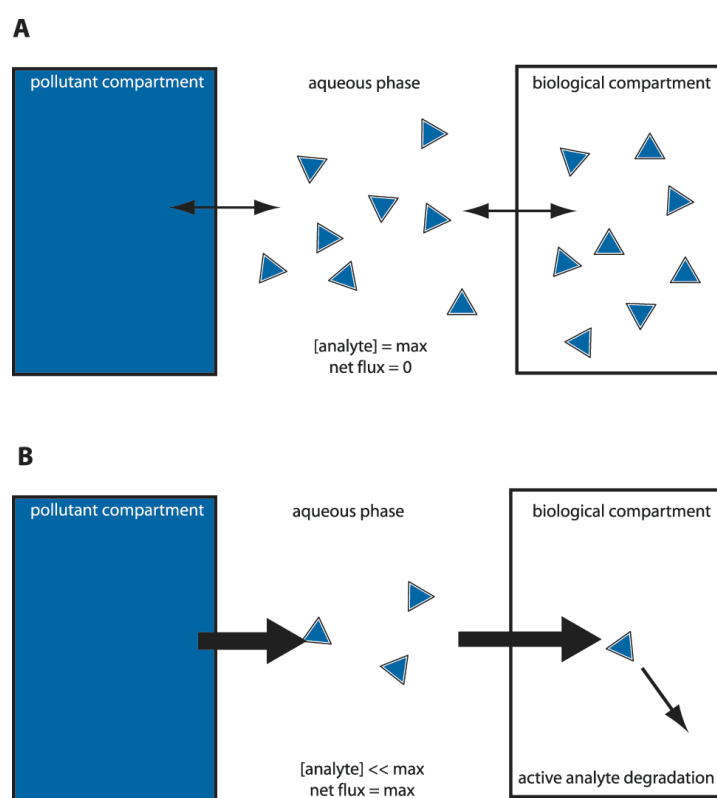 A
pollutant compartment
aqueous phase
biological compartment
[analyte] = max
net flux = 0
B
pollutant compartment
aqueous phase
biological compartment
[analyte] << max
net flux = max
active analyte degradation